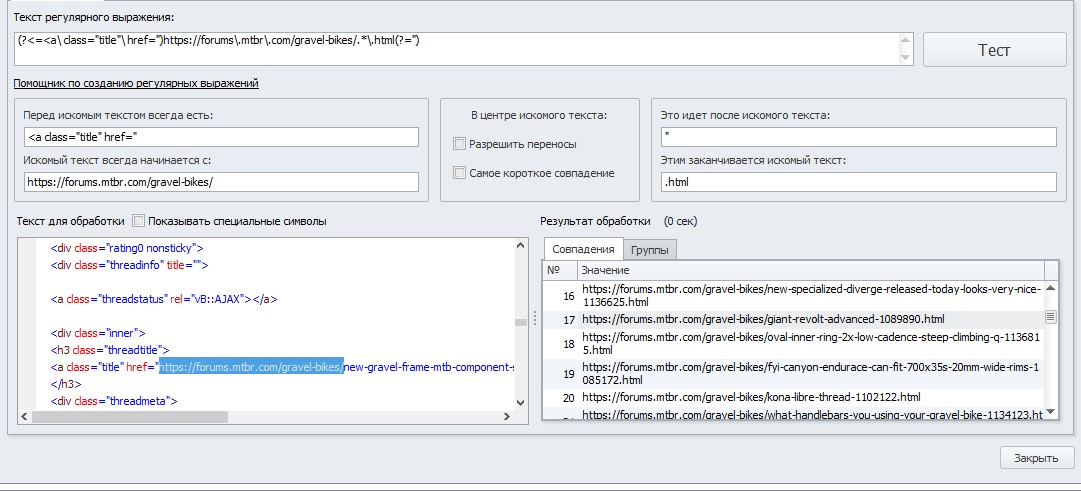 Текст регулярного выражения:
(?<=<a\ class="title"\ href=")https://forums\.mtbr\.com/gravel-bikes/.*\.html(?=")
Тест
Помощник по созданию регулярных выражений
Перед искомым текстом всегда есть:
<a class="title" href="
Искомый текст всегда начинается с:
https://forums.mtbr.com/gravel-bikes/
В центре искомого текста:
Разрешить переносы
Самое короткое совпадение
Это идет после искомого текста:
"
Этим заканчивается искомый текст:
.html
Текст для обработки
Показывать специальные символы
<div class="rating0 nonsticky">
<div class="threadinfo" title="">
<a class="threadstatus" rel="vB::AJAX"></a>
<div class="inner">
<h3 class="threadtitle">
<a class="title" href="https://forums.mtbr.com/gravel-bikes/new-gravel-frame-mtb-component-s
</h3>
<div class="threadmeta">
Результат обработки (0 сек)
Совпадения Группы
№ Значение
16 https://forums.mtbr.com/gravel-bikes/new-specialized-diverge-released-today-looks-very-nice-
1136625.html
17 https://forums.mtbr.com/gravel-bikes/giant-revolt-advanced-1089890.html
18 https://forums.mtbr.com/gravel-bikes/oval-inner-ring-2x-low-cadence-steep-climbing-q-113681
5.html
19 https://forums.mtbr.com/gravel-bikes/fyi-canyon-endurace-can-fit-700x35s-20mm-wide-rims-1
085172.html
20 https://forums.mtbr.com/gravel-bikes/kona-libre-thread-1102122.html
https://forums.mtbr.com/gravel-bikes/what-handlebars-you-using-your-gravel-bike-1134123.ht
Закрыть